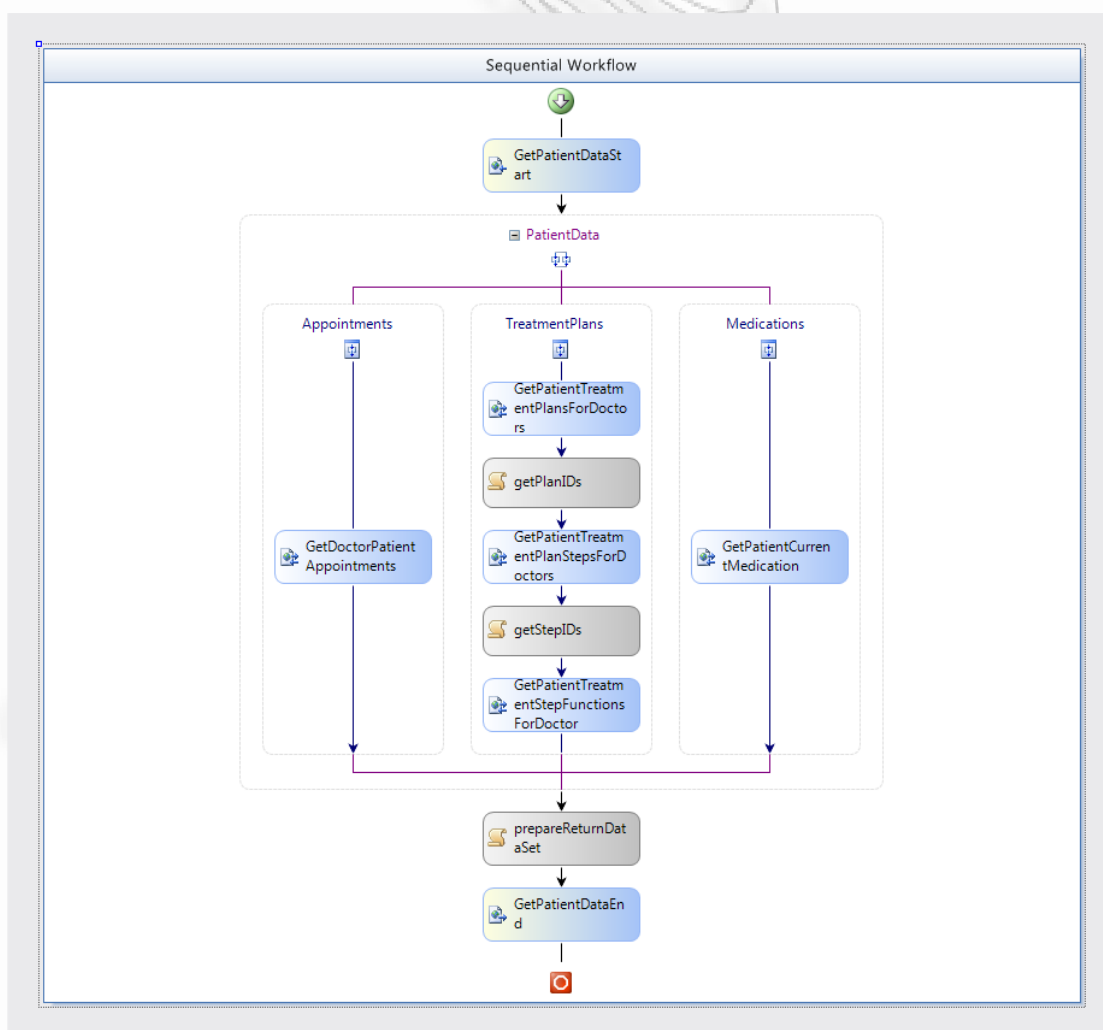 Sequential Workflow
GetPatientDataSt
art
PatientData
Appointments
TreatmentPlans
Medications
GetPatientTreatm
entPlansForDocto
rs
getPlanIDs
GetDoctorPatient
Appointments
GetPatientTreatm
entPlanStepsForD
octors
GetPatientCurren
tMedication
getStepIDs
GetPatientTreatm
entStepFunctions
ForDoctor
prepareReturnDat
aSet
GetPatientDataEn
d